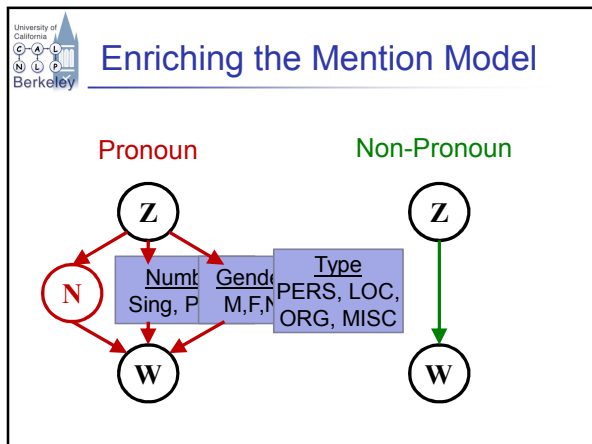 University of
California
C A L
N L P
Berkeley
Enriching the Mention Model
Pronoun
Non-Pronoun
Z
Z
N
Numb
Sing, P
Gende
M,F,N
Type
PERS, LOC,
ORG, MISC
W
W